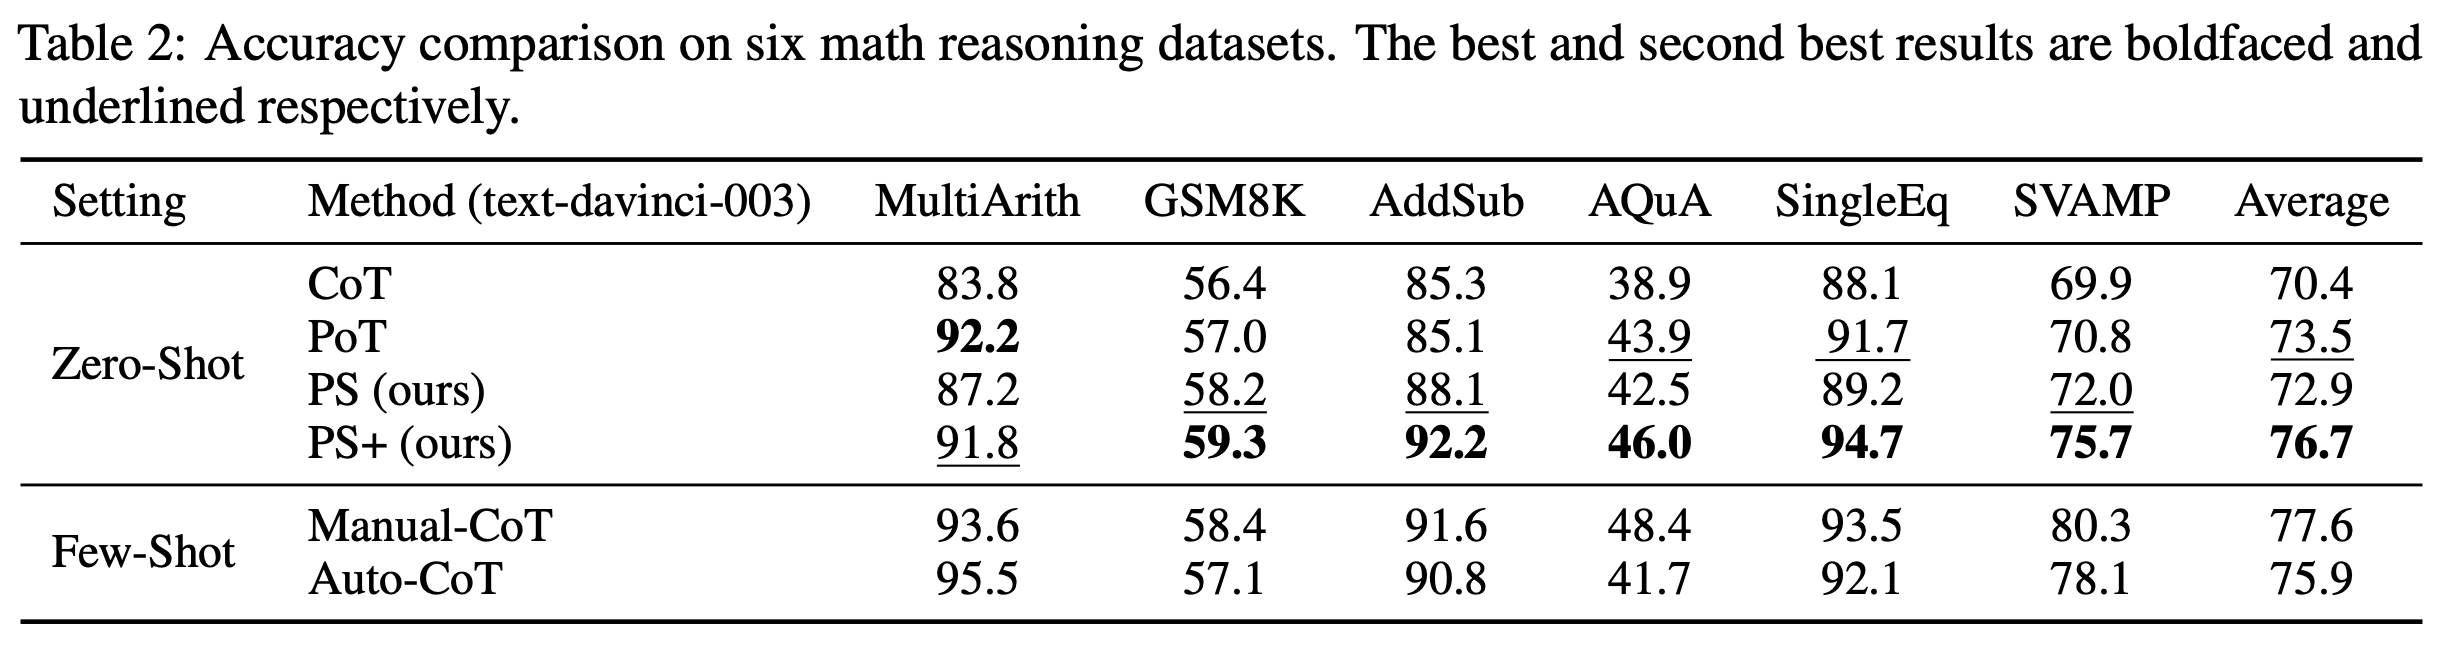 Table 2: Accuracy comparison on six math reasoning datasets. The best and second best results are boldfaced and
underlined respectively.
Setting Method (text-davinci-003) MultiArith GSM8K AddSub AQuA SingleEq SVAMP Average
Zero-Shot
CoT 83.8 56.4 85.3 38.9 88.1 69.9 70.4
PoT 92.2 57.0 85.1 43.9 91.7 70.8 73.5
PS (ours) 87.2 58.2 88.1 42.5 89.2 72.0 72.9
PS+ (ours) 91.8 59.3 92.2 46.0 94.7 75.7 76.7
Few-Shot
Manual-CoT 93.6 58.4 91.6 48.4 93.5 80.3 77.6
Auto-CoT 95.5 57.1 90.8 41.7 92.1 78.1 75.9